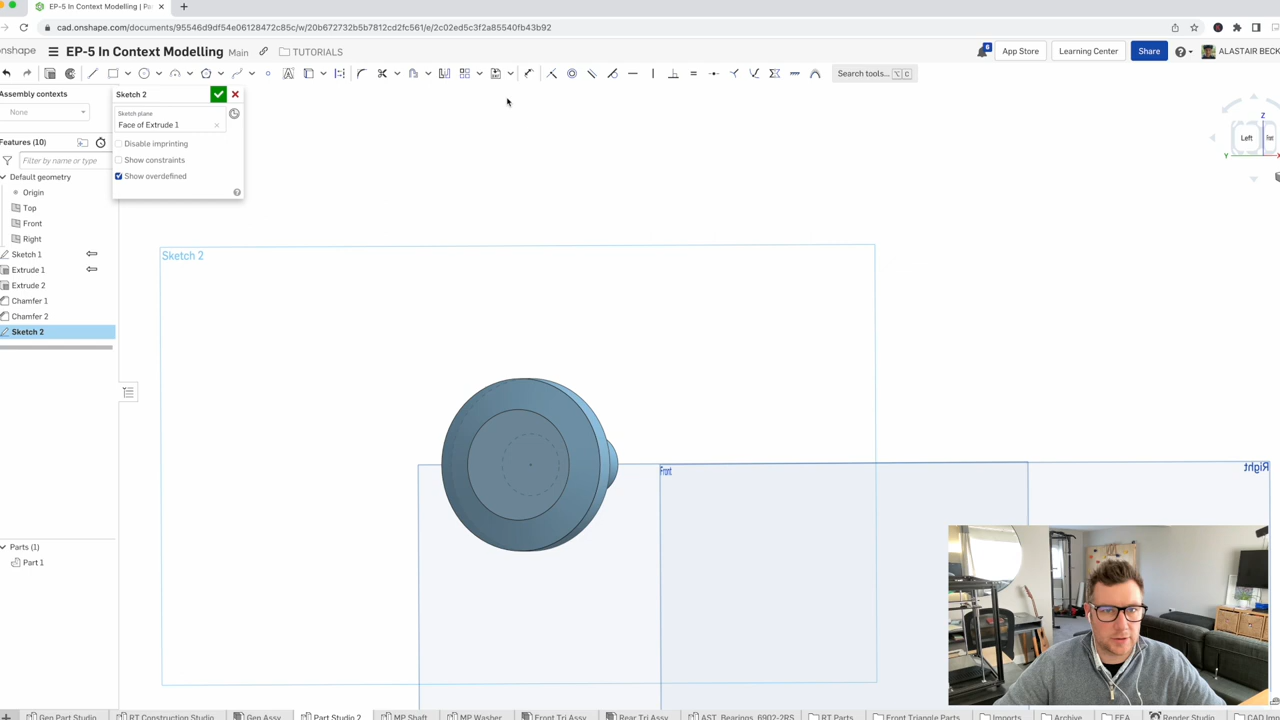 EP-5 In Context Modelling | Pa
cad.onshape.com/documents/95546d9df54e06128472c85c/w/20b672732b5b7812cd2fc561/e/2c02ed5c3f2a85540fb43b92
onshape
EP-5 In Context Modelling
Main
TUTORIALS
6
App Store
Learning Center
Share
ALASTAIR BECK
Search tools...
C
Assembly contexts
None
Features (10)
Filter by name or type
Default geometry
Origin
Top
Front
Right
Sketch 1
Extrude 1
Extrude 2
Chamfer 1
Chamfer 2
Sketch 2
Sketch 2
Sketch plane
Face of Extrude 1
Disable imprinting
Show constraints
Show overdefined
Z
Left
Y
X
Sketch 2
Front
Right
Parts (1)
Part 1
Gen Part Studio
RT Construction Studio
Gen Assy
Part Studio 2
MP Shaft
MP Washer
Front Tri Assy
Rear Tri Assy
AST_Bearings_6902-2RS
RT Parts
Front Triangle Parts
Imports
Archive
FEA
Render Studio
CAD